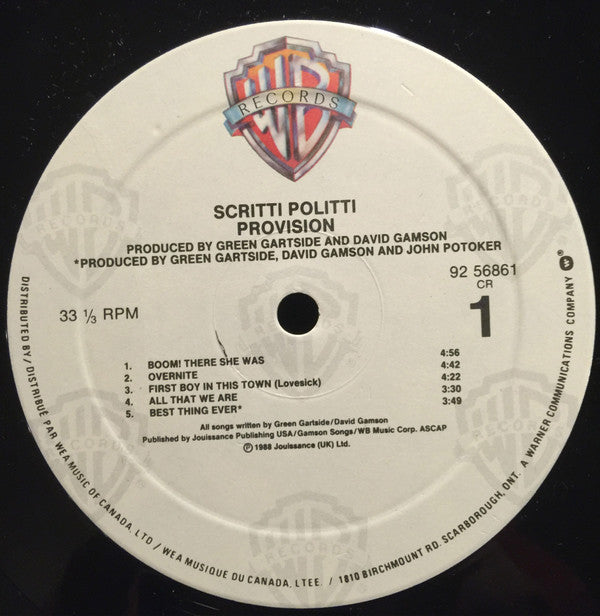 WB
RECORDS
SCRITTI POLITTI
PROVISION
PRODUCED BY GREEN GARTSIDE AND DAVID GAMSON
*PRODUCED BY GREEN GARTSIDE, DAVID GAMSON AND JOHN POTOKER
92 56861
CR
33 ⅓ RPM
1
1. BOOM! THERE SHE WAS 4:56
2. OVERNITE 4:42
3. FIRST BOY IN THIS TOWN (Lovesick) 4:22
4. ALL THAT WE ARE 3:30
5. BEST THING EVER* 3:49
All songs written by Green Gartside/David Gamson
Published by Jouissance Publishing USA/Gamson Songs/WB Music Corp. ASCAP
℗ 1988 Jouissance (UK) Ltd.
DISTRIBUTED BY/DISTRIBUÉ PAR WEA MUSIC OF CANADA, LTD / WEA MUSIQUE DU CANADA, LTEE. / 1810 BIRCHMOUNT RD. SCARBOROUGH, ONT. A WARNER COMMUNICATIONS COMPANY ®